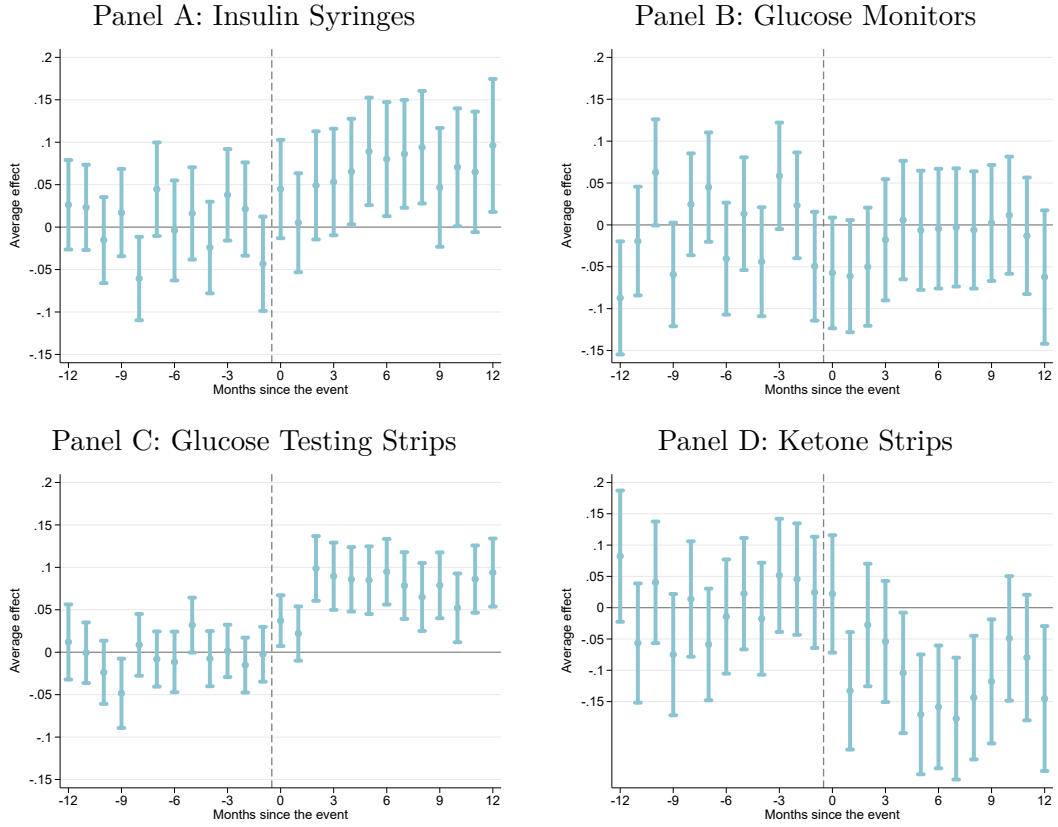 Panel A: Insulin Syringes
Average effect
.2
.15
.1
.05
0
-.05
-.1
-.15
-12 -9 -6 -3 0 3 6 9 12
Months since the event
Panel B: Glucose Monitors
Average effect
.2
.15
.1
.05
0
-.05
-.1
-.15
-12 -9 -6 -3 0 3 6 9 12
Months since the event
Panel C: Glucose Testing Strips
Average effect
.2
.15
.1
.05
0
-.05
-.1
-.15
-12 -9 -6 -3 0 3 6 9 12
Months since the event
Panel D: Ketone Strips
Average effect
.2
.15
.1
.05
0
-.05
-.1
-.15
-12 -9 -6 -3 0 3 6 9 12
Months since the event